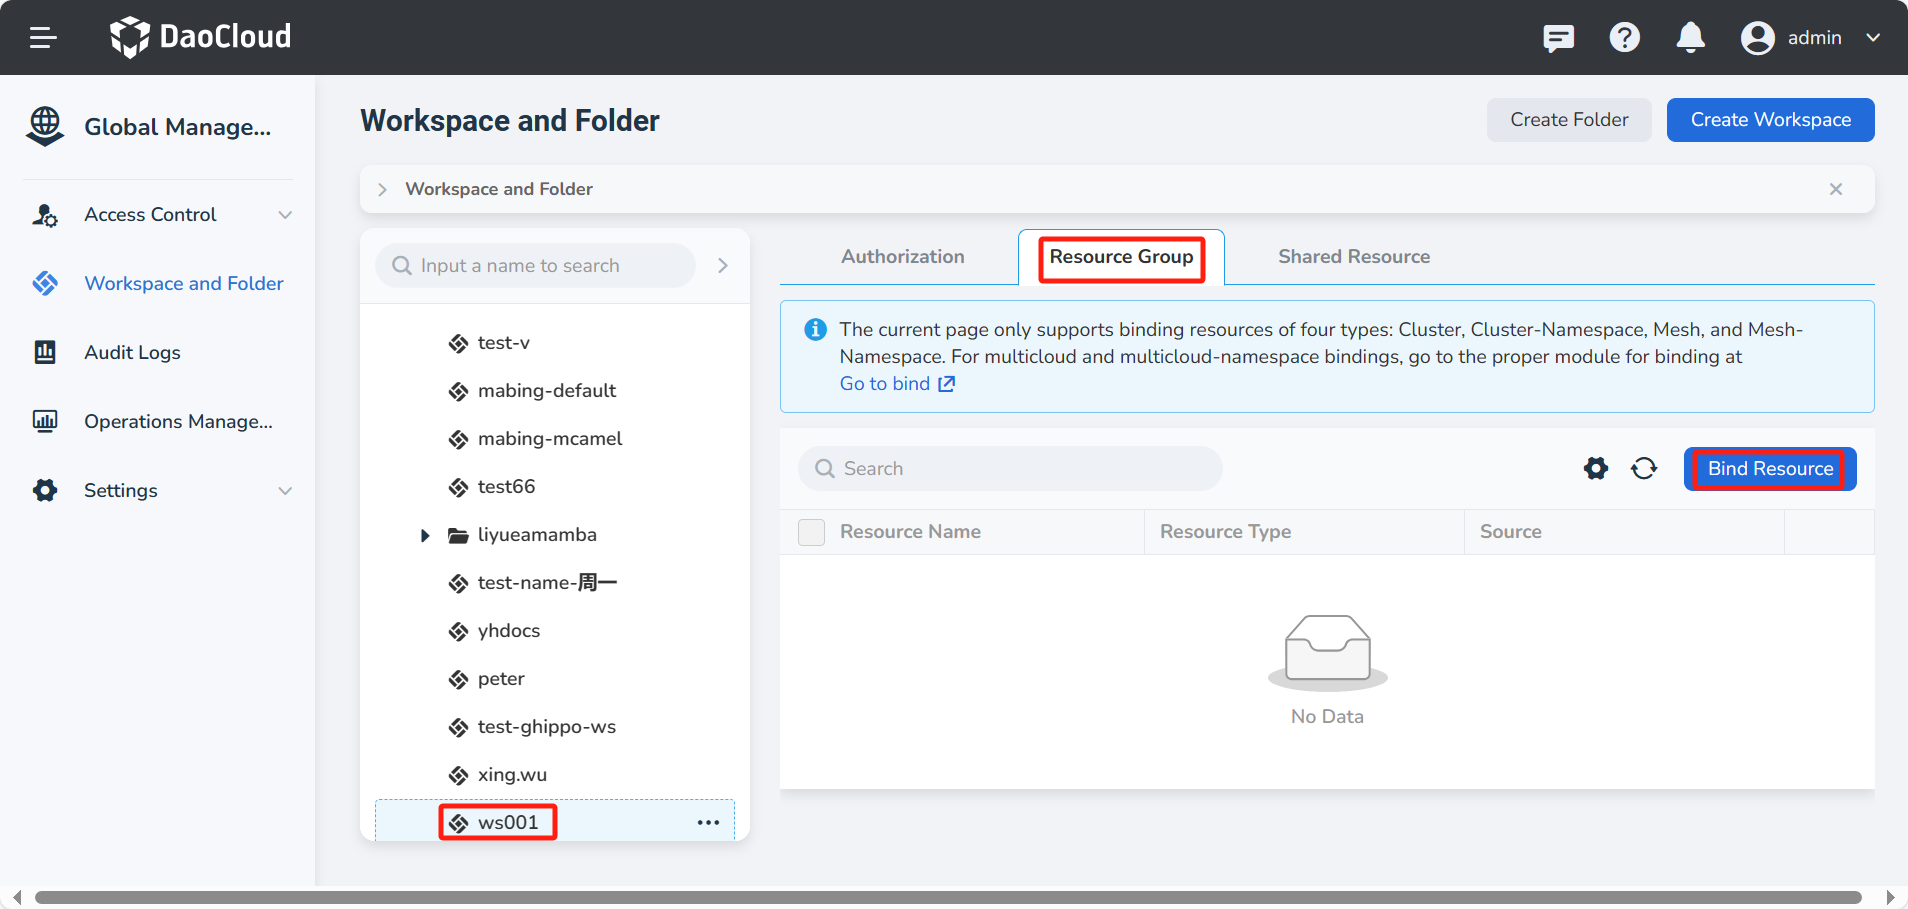 DaoCloud
admin
Global Manage...
Access Control
Workspace and Folder
Audit Logs
Operations Manage...
Settings
Workspace and Folder
Create Folder
Create Workspace
Workspace and Folder
Input a name to search
test-v
mabing-default
mabing-mcamel
test66
liyueamamba
test-name-周一
yhdocs
peter
test-ghippo-ws
xing.wu
ws001
Authorization
Resource Group
Shared Resource
The current page only supports binding resources of four types: Cluster, Cluster-Namespace, Mesh, and Mesh-
Namespace. For multicloud and multicloud-namespace bindings, go to the proper module for binding at
Go to bind
Search
Bind Resource
Resource Name
Resource Type
Source
No Data